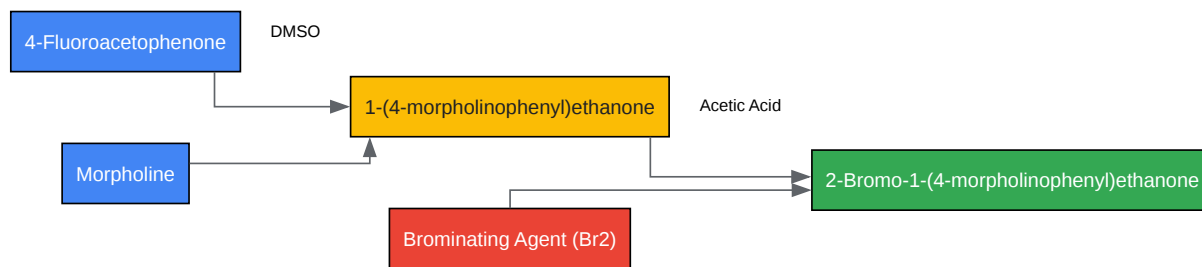 4-Fluoroacetophenone
DMSO
1-(4-morpholinophenyl)ethanone
Acetic Acid
Morpholine
2-Bromo-1-(4-morpholinophenyl)ethanone
Brominating Agent (Br2)